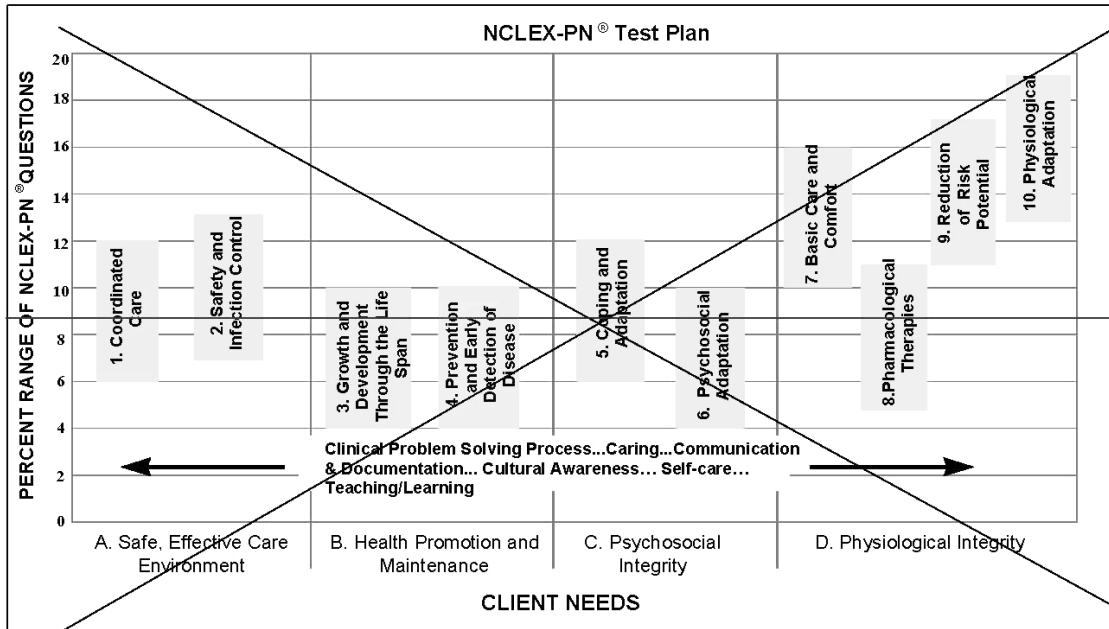 NCLEX-PN ® Test Plan
PERCENT RANGE OF NCLEX-PN ®QUESTIONS
20
18
16
14
12
10
8
6
4
2
0
1. Coordinated
Care
2. Safety and
Infection Control
3. Growth and
Development
Through the Life
Span
4. Prevention
and Early
Detection of
Disease
5. Coping and
Adaptation
6. Psychosocial
Adaptation
7. Basic Care and
Comfort
8.Pharmacological
Therapies
9. Reduction
of Risk
Potential
10. Physiological
Adaptation
Clinical Problem Solving Process...Caring...Communication
& Documentation... Cultural Awareness… Self-care…
Teaching/Learning
A. Safe, Effective Care
Environment
B. Health Promotion and
Maintenance
C. Psychosocial
Integrity
D. Physiological Integrity
CLIENT NEEDS